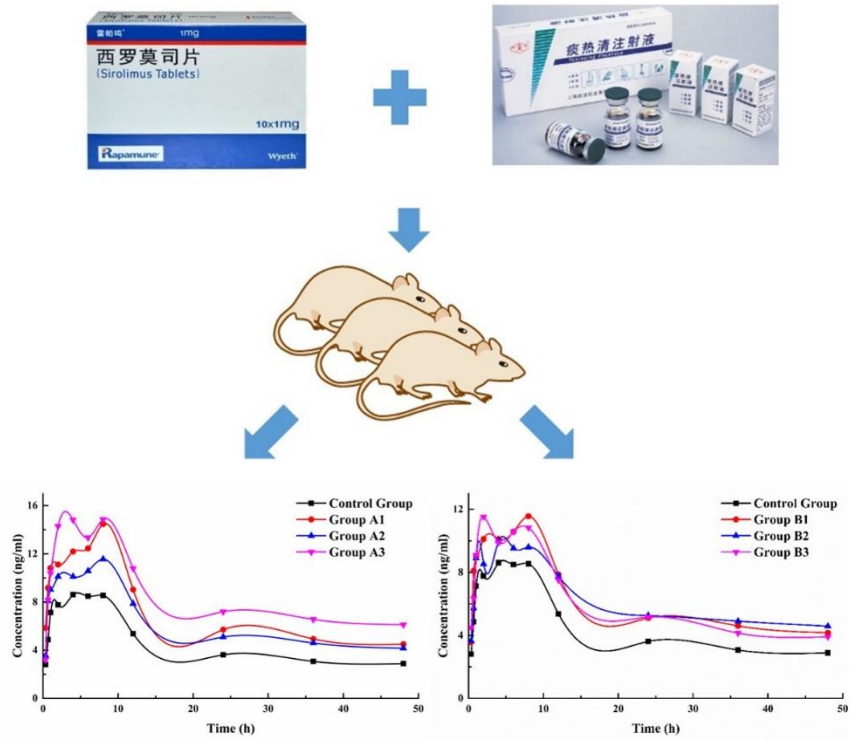 雷帕鸣
1mg
西罗莫司片
(Sirolimus Tablets)
10x1mg
Rapamune
Wyeth
痰热清注射液
Control Group
Group A1
Group A2
Group A3
16
12
8
4
0
0
10
20
30
40
50
Concentration (ng/ml)
Time (h)
Control Group
Group B1
Group B2
Group B3
12
8
4
0
0
10
20
30
40
50
Concentration (ng/ml)
Time (h)